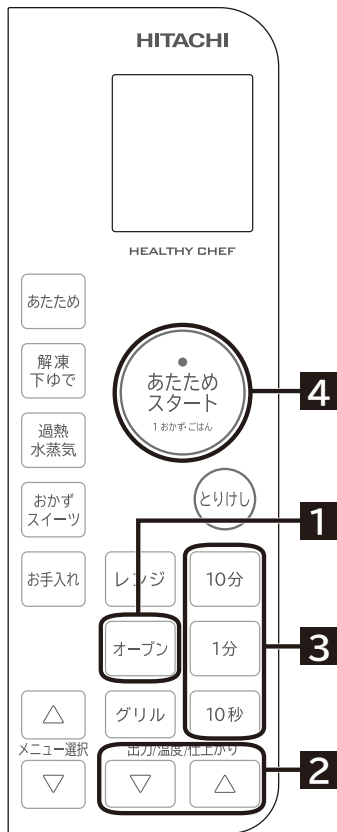 HITACHI
HEALTHY CHEF
あたため
解凍
下ゆで
あたため
スタート
1 おかず・ごはん
4
過熱
水蒸気
おかず
スイーツ
とりけし
1
お手入れ
レンジ
10分
オーブン
1分
3
グリル
10秒
メニュー選択
出力/温度/仕上がり
2